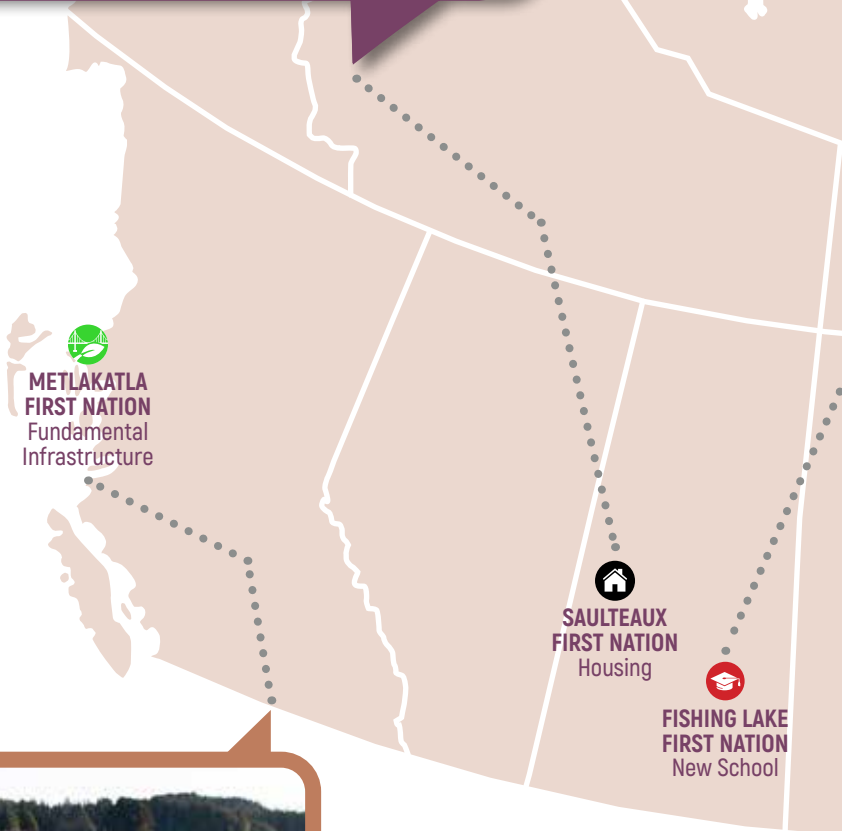 METLAKATLA
FIRST NATION
Fundamental
Infrastructure
SAULTEAUX
FIRST NATION
Housing
FISHING LAKE
FIRST NATION
New School